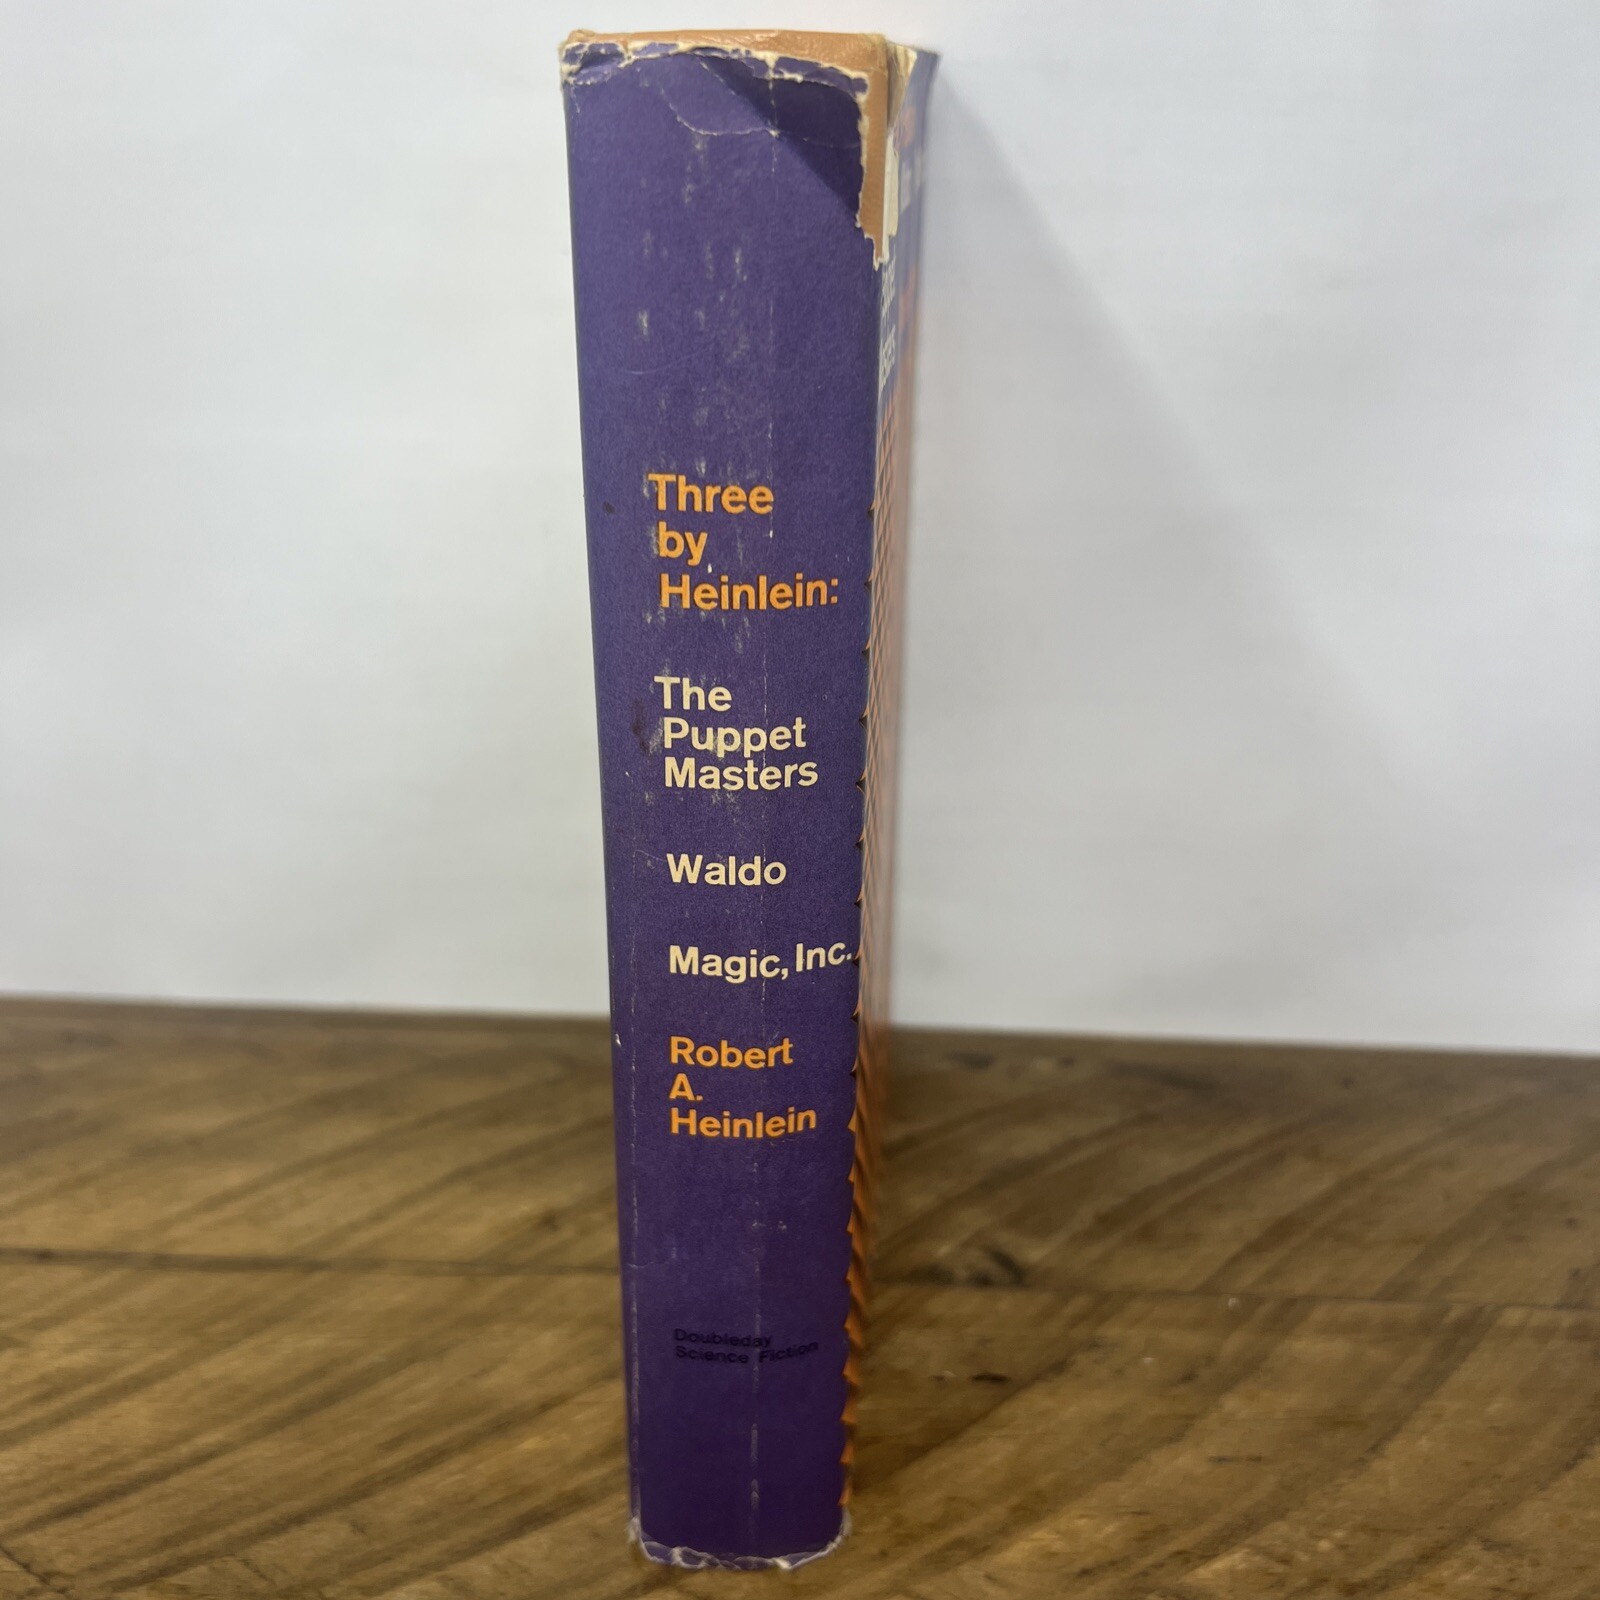 Three
by
Heinlein:
The
Puppet
Masters
Waldo
Magic, Inc.
Robert
A.
Heinlein
Doubleday
Science Fiction